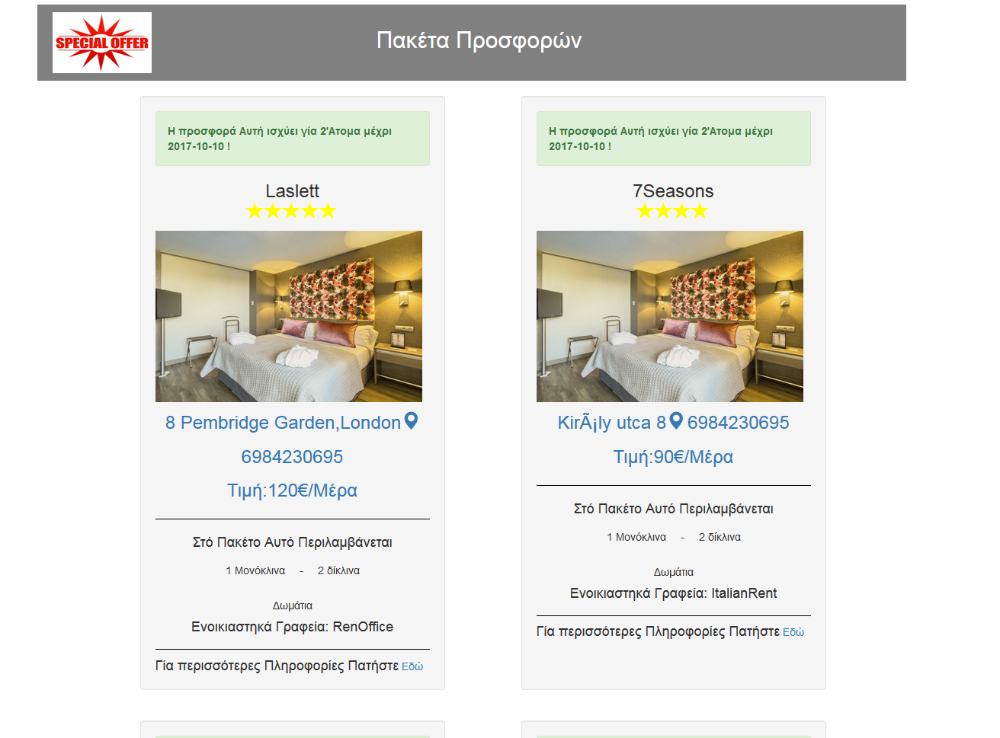 SPECIAL OFFER
Πακέτα Προσφορών
Η προσφορά Αυτή ισχύει γία 2'Ατομα μέχρι
2017-10-10 !
Laslett
8 Pembridge Garden,London
6984230695
Τιμή:120€/Μέρα
Στό Πακέτο Αυτό Περιλαμβάνεται
1 Μονόκλινα - 2 δίκλινα
Δωμάτια
Ενοικιαστηκά Γραφεία: RenOffice
Γία περισσότερες Πληροφορίες Πατήστε Εδώ
Η προσφορά Αυτή ισχύει γία 2'Ατομα μέχρι
2017-10-10 !
7Seasons
KirÃ¡ly utca 8 6984230695
Τιμή:90€/Μέρα
Στό Πακέτο Αυτό Περιλαμβάνεται
1 Μονόκλινα - 2 δίκλινα
Δωμάτια
Ενοικιαστηκά Γραφεία: ItalianRent
Γία περισσότερες Πληροφορίες Πατήστε Εδώ